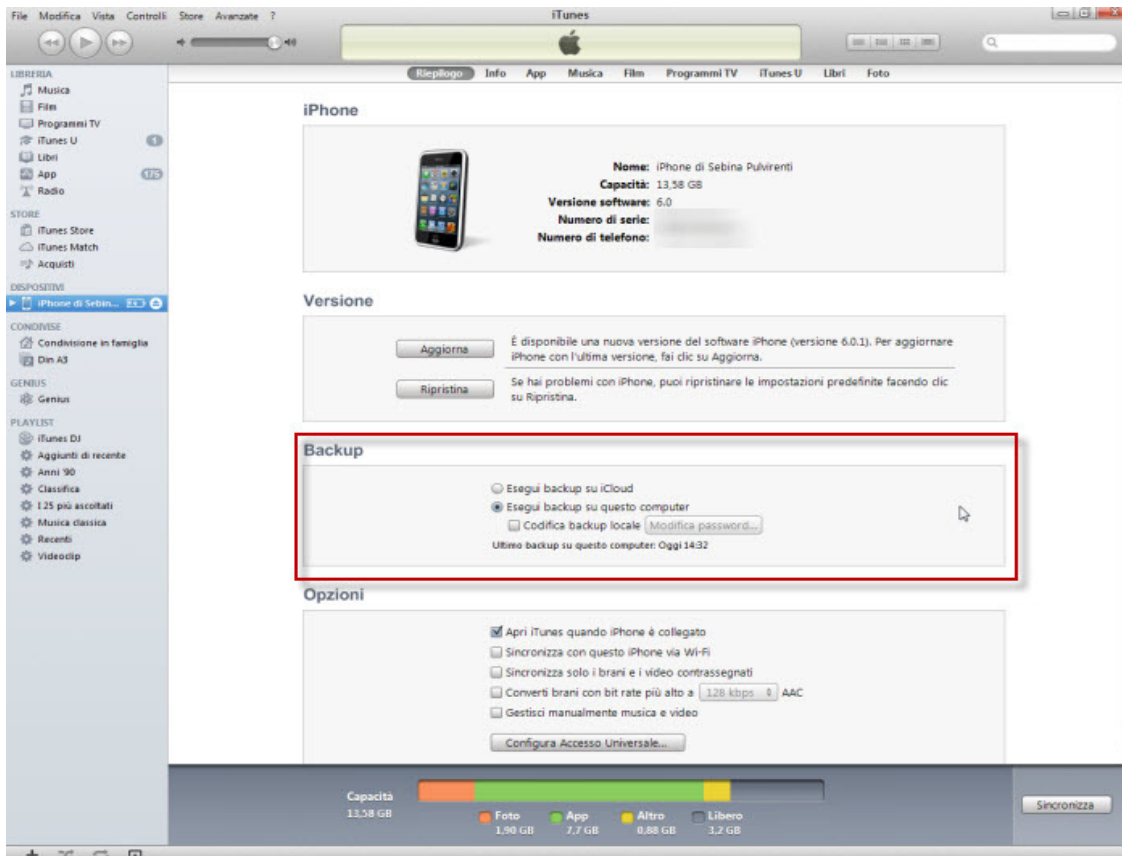 File Modifica Vista Controlli Store Avanzate ?
iTunes
Riepilogo Info App Musica Film Programmi TV iTunes U Libri Foto
LIBRERIA
Musica
Film
Programmi TV
iTunes U
Libri
App 175
Radio
STORE
iTunes Store
iTunes Match
Acquisti
DISPOSITIVI
iPhone di Sebin...
CONDIVISE
Condivisione in famiglia
Din A3
GENIUS
Genius
PLAYLIST
iTunes DJ
Aggiunti di recente
Anni '90
Classifica
I 25 più ascoltati
Musica classica
Recenti
Videoclip
iPhone
Nome: iPhone di Sebina Pulvirenti
Capacità: 13,58 GB
Versione software: 6.0
Numero di serie:
Numero di telefono:
Versione
Aggiorna
È disponibile una nuova versione del software iPhone (versione 6.0.1). Per aggiornare
iPhone con l'ultima versione, fai clic su Aggiorna.
Ripristina
Se hai problemi con iPhone, puoi ripristinare le impostazioni predefinite facendo clic
su Ripristina.
Backup
Esegui backup su iCloud
Esegui backup su questo computer
Codifica backup locale Modifica password...
Ultimo backup su questo computer: Oggi 14:32
Opzioni
Apri iTunes quando iPhone è collegato
Sincronizza con questo iPhone via Wi-Fi
Sincronizza solo i brani e i video contrassegnati
Converti brani con bit rate più alto a 128 kbps AAC
Gestisci manualmente musica e video
Configura Accesso Universale...
Capacità
13,58 GB
Foto App Altro Libero
1,90 GB 7,7 GB 0,88 GB 3,2 GB
Sincronizza